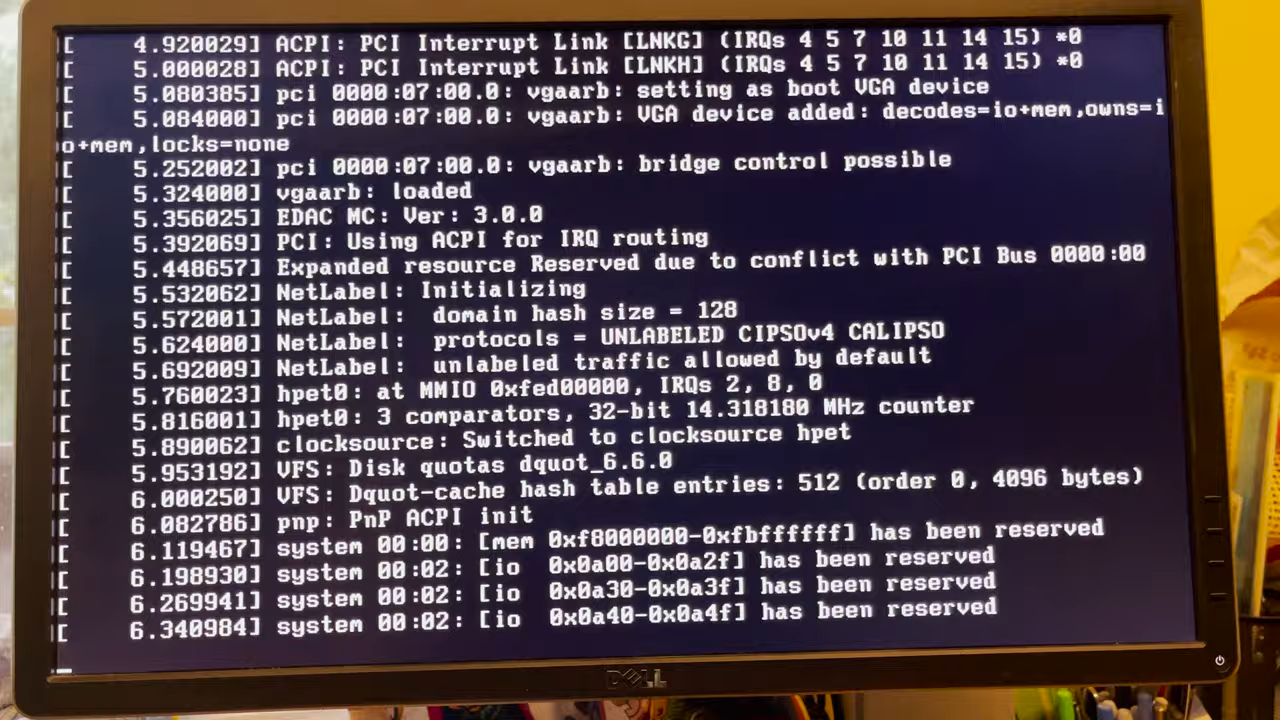 [    4.920029] ACPI: PCI Interrupt Link [LNKG] (IRQs 4 5 7 10 11 14 15) *0
[    5.000028] ACPI: PCI Interrupt Link [LNKH] (IRQs 4 5 7 10 11 14 15) *0
[    5.080385] pci 0000:07:00.0: vgaarb: setting as boot VGA device
[    5.084000] pci 0000:07:00.0: vgaarb: VGA device added: decodes=io+mem,owns=i
o+mem,locks=none
[    5.252002] pci 0000:07:00.0: vgaarb: bridge control possible
[    5.324000] vgaarb: loaded
[    5.356025] EDAC MC: Ver: 3.0.0
[    5.392069] PCI: Using ACPI for IRQ routing
[    5.448657] Expanded resource Reserved due to conflict with PCI Bus 0000:00
[    5.532062] NetLabel: Initializing
[    5.572001] NetLabel:  domain hash size = 128
[    5.624000] NetLabel:  protocols = UNLABELED CIPSOv4 CALIPSO
[    5.692009] NetLabel:  unlabeled traffic allowed by default
[    5.760023] hpet0: at MMIO 0xfed00000, IRQs 2, 8, 0
[    5.816001] hpet0: 3 comparators, 32-bit 14.318180 MHz counter
[    5.890062] clocksource: Switched to clocksource hpet
[    5.953192] VFS: Disk quotas dquot_6.6.0
[    6.000250] VFS: Dquot-cache hash table entries: 512 (order 0, 4096 bytes)
[    6.082786] pnp: PnP ACPI init
[    6.119467] system 00:00: [mem 0xf8000000-0xfbffffff] has been reserved
[    6.198930] system 00:02: [io  0x0a00-0x0a2f] has been reserved
[    6.269941] system 00:02: [io  0x0a30-0x0a3f] has been reserved
[    6.340984] system 00:02: [io  0x0a40-0x0a4f] has been reserved
DELL